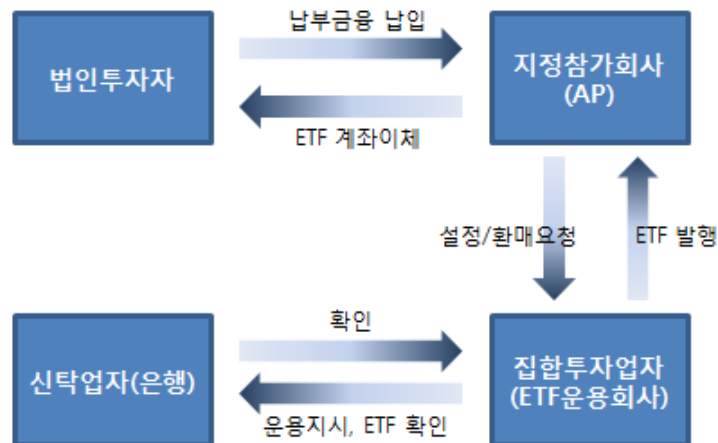 납부금융 납입
법인투자자
지정참가회사
(AP)
ETF 계좌이체
설정/환매요청
ETF 발행
확인
신탁업자(은행)
집합투자업자
(ETF운용회사)
운용지시, ETF 확인